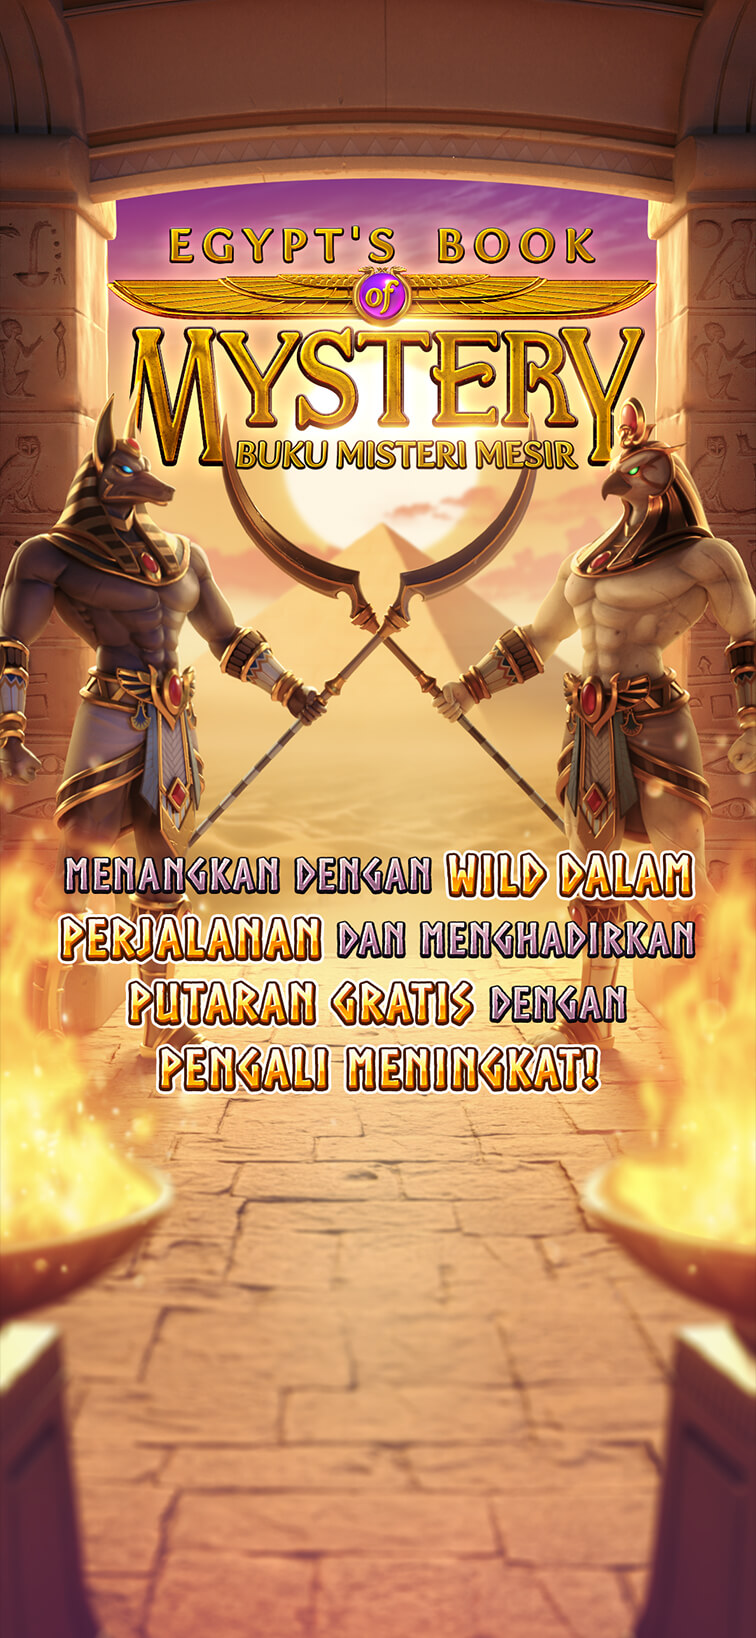 EGYPT'S BOOK
of
MYSTERY
BUKU MISTERI MESIR
MENANGKAN DENGAN WILD DALAM
PERJALANAN DAN MENGHADIRKAN
PUTARAN GRATIS DENGAN
PENGALI MENINGKAT!